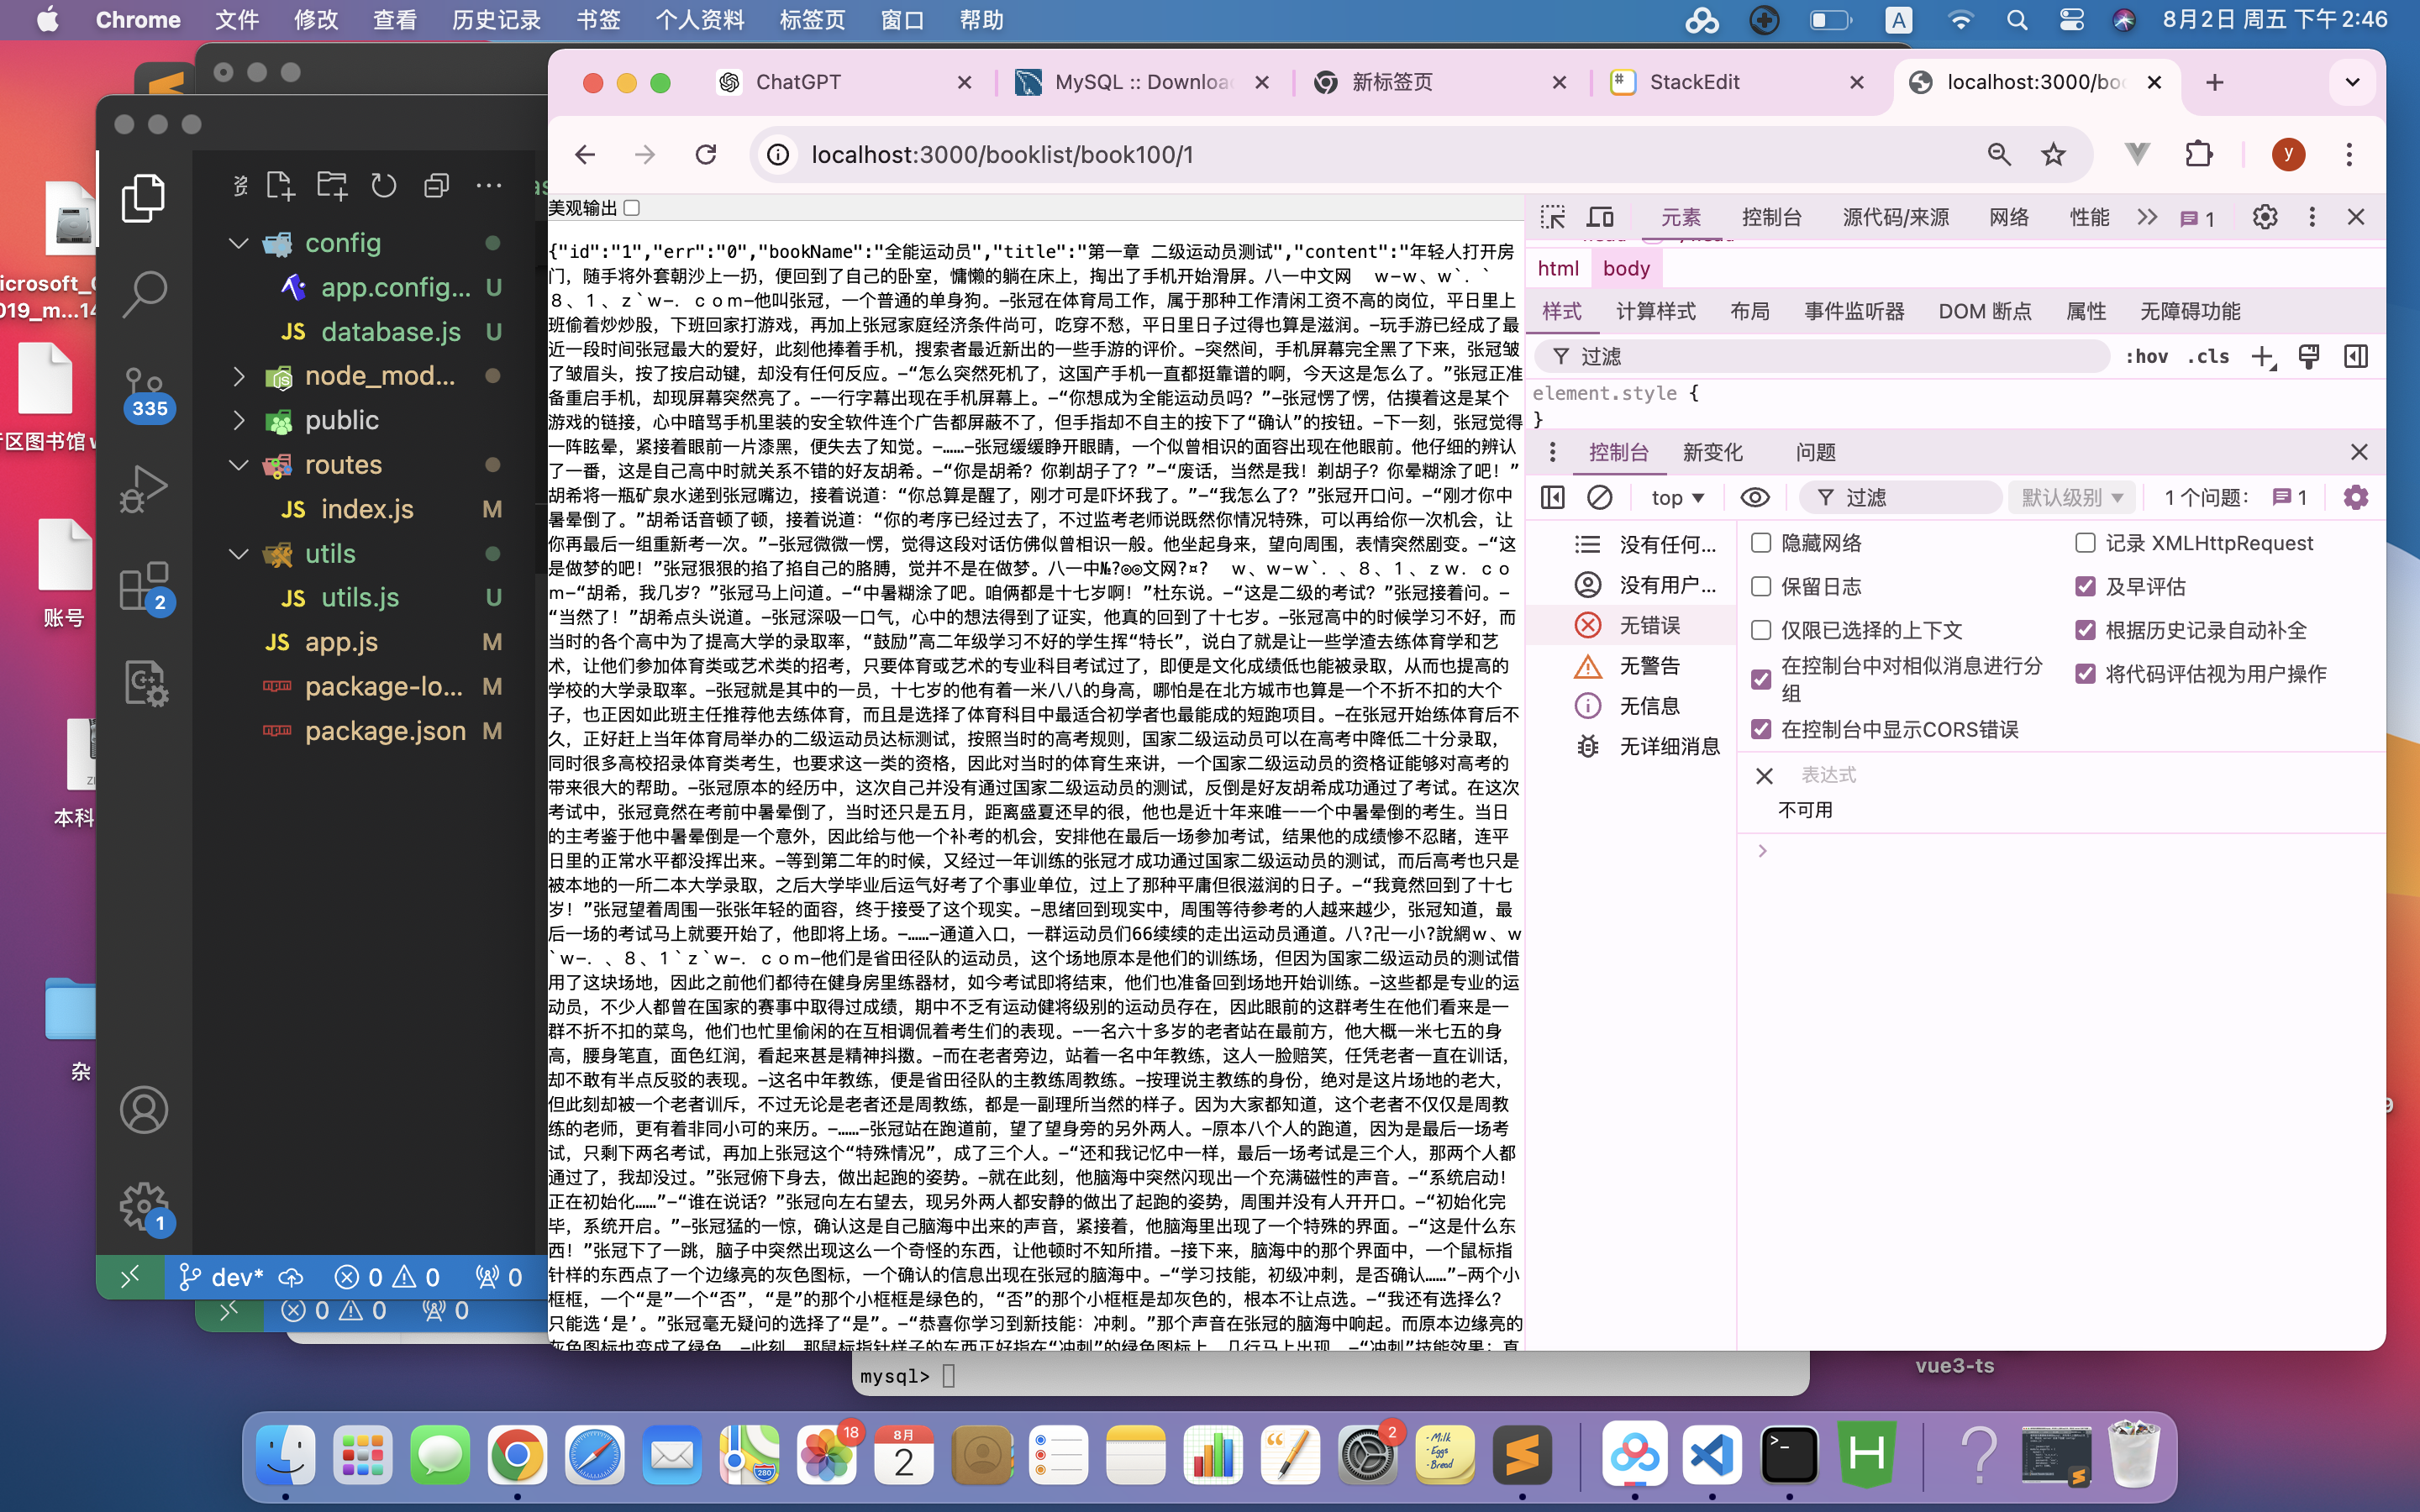 Chrome 文件 修改 查看 历史记录 书签 个人资料 标签页 窗口 帮助
A
8月2日 周五 下午2:46
ChatGPT
MySQL :: Downloa
新标签页
# StackEdit
localhost:3000/boo
localhost:3000/booklist/book100/1
y
icrosoft_
019_m...14
区图书馆
账号
本科
杂
335
2
1
config
app.config... U
JS database.js U
node_mod...
public
routes
JS index.js M
utils
JS utils.js U
JS app.js M
package-lo... M
package.json M
dev* 0 0 0
0 0 0
美观输出
{"id":"1","err":"0","bookName":"全能运动员","title":"第一章 二级运动员测试","content":"年轻人打开房
门，随手将外套朝沙上一扔，便回到了自己的卧室，慵懒的躺在床上，掏出了手机开始滑屏。八一中文网  ｗ—ｗ、ｗ`．`
８、１、ｚ`ｗ—．ｃｏｍ—他叫张冠，一个普通的单身狗。—张冠在体育局工作，属于那种工作清闲工资不高的岗位，平日里上
班偷着炒炒股，下班回家打游戏，再加上张冠家庭经济条件尚可，吃穿不愁，平日里日子过得也算是滋润。—玩手游已经成了最
近一段时间张冠最大的爱好，此刻他捧着手机，搜索者最近新出的一些手游的评价。—突然间，手机屏幕完全黑了下来，张冠皱
了皱眉头，按了按启动键，却没有任何反应。—“怎么突然死机了，这国产手机一直都挺靠谱的啊，今天这是怎么了。”张冠正准
备重启手机，却现屏幕突然亮了。—一行字幕出现在手机屏幕上。—“你想成为全能运动员吗？”—张冠愣了愣，估摸着这是某个
游戏的链接，心中暗骂手机里装的安全软件连个广告都屏蔽不了，但手指却不自主的按下了“确认”的按钮。—下一刻，张冠觉得
一阵眩晕，紧接着眼前一片漆黑，便失去了知觉。—……—张冠缓缓睁开眼睛，一个似曾相识的面容出现在他眼前。他仔细的辨认
了一番，这是自己高中时就关系不错的好友胡希。—“你是胡希？你剃胡子了？”—“废话，当然是我！剃胡子？你晕糊涂了吧！”
胡希将一瓶矿泉水递到张冠嘴边，接着说道：“你总算是醒了，刚才可是吓坏我了。”—“我怎么了？”张冠开口问。—“刚才你中
暑晕倒了。”胡希话音顿了顿，接着说道：“你的考序已经过去了，不过监考老师说既然你情况特殊，可以再给你一次机会，让
你再最后一组重新考一次。”—张冠微微一愣，觉得这段对话仿佛似曾相识一般。他坐起身来，望向周围，表情突然剧变。—“这
是做梦的吧！”张冠狠狠的掐了掐自己的胳膊，觉并不是在做梦。八一中№?◎◎文网?¤?  ｗ、ｗ—ｗ`．、８、１、ｚｗ．ｃｏ
ｍ—“胡希，我几岁？”张冠马上问道。—“中暑糊涂了吧。咱俩都是十七岁啊！”杜东说。—“这是二级的考试？”张冠接着问。—
“当然了！”胡希点头说道。—张冠深吸一口气，心中的想法得到了证实，他真的回到了十七岁。—张冠高中的时候学习不好，而
当时的各个高中为了提高大学的录取率，“鼓励”高二年级学习不好的学生挥“特长”，说白了就是让一些学渣去练体育学和艺
术，让他们参加体育类或艺术类的招考，只要体育或艺术的专业科目考试过了，即便是文化成绩低也能被录取，从而也提高的
学校的大学录取率。—张冠就是其中的一员，十七岁的他有着一米八八的身高，哪怕是在北方城市也算是一个不折不扣的大个
子，也正因如此班主任推荐他去练体育，而且是选择了体育科目中最适合初学者也最能成的短跑项目。—在张冠开始练体育后不
久，正好赶上当年体育局举办的二级运动员达标测试，按照当时的高考规则，国家二级运动员可以在高考中降低二十分录取，
同时很多高校招录体育类考生，也要求这一类的资格，因此对当时的体育生来讲，一个国家二级运动员的资格证能够对高考的
带来很大的帮助。—张冠原本的经历中，这次自己并没有通过国家二级运动员的测试，反倒是好友胡希成功通过了考试。在这次
考试中，张冠竟然在考前中暑晕倒了，当时还只是五月，距离盛夏还早的很，他也是近十年来唯一一个中暑晕倒的考生。当日
的主考鉴于他中暑晕倒是一个意外，因此给与他一个补考的机会，安排他在最后一场参加考试，结果他的成绩惨不忍睹，连平
日里的正常水平都没挥出来。—等到第二年的时候，又经过一年训练的张冠才成功通过国家二级运动员的测试，而后高考也只是
被本地的一所二本大学录取，之后大学毕业后运气好考了个事业单位，过上了那种平庸但很滋润的日子。—“我竟然回到了十七
岁！”张冠望着周围一张张年轻的面容，终于接受了这个现实。—思绪回到现实中，周围等待参考的人越来越少，张冠知道，最
后一场的考试马上就要开始了，他即将上场。—……—通道入口，一群运动员们66续续的走出运动员通道。八?卍一小?說網ｗ、ｗ
`ｗ—．、８、１`ｚ`ｗ—．ｃｏｍ—他们是省田径队的运动员，这个场地原本是他们的训练场，但因为国家二级运动员的测试借
用了这块场地，因此之前他们都待在健身房里练器材，如今考试即将结束，他们也准备回到场地开始训练。—这些都是专业的运
动员，不少人都曾在国家的赛事中取得过成绩，期中不乏有运动健将级别的运动员存在，因此眼前的这群考生在他们看来是一
群不折不扣的菜鸟，他们也忙里偷闲的在互相调侃着考生们的表现。—一名六十多岁的老者站在最前方，他大概一米七五的身
高，腰身笔直，面色红润，看起来甚是精神抖擞。—而在老者旁边，站着一名中年教练，这人一脸赔笑，任凭老者一直在训话，
却不敢有半点反驳的表现。—这名中年教练，便是省田径队的主教练周教练。—按理说主教练的身份，绝对是这片场地的老大，
但此刻却被一个老者训斥，不过无论是老者还是周教练，都是一副理所当然的样子。因为大家都知道，这个老者不仅仅是周教
练的老师，更有着非同小可的来历。—……—张冠站在跑道前，望了望身旁的另外两人。—原本八个人的跑道，因为是最后一场考
试，只剩下两名考试，再加上张冠这个“特殊情况”，成了三个人。—“还和我记忆中一样，最后一场考试是三个人，那两个人都
通过了，我却没过。”张冠俯下身去，做出起跑的姿势。—就在此刻，他脑海中突然闪现出一个充满磁性的声音。—“系统启动！
正在初始化……”—“谁在说话？”张冠向左右望去，现另外两人都安静的做出了起跑的姿势，周围并没有人开开口。—“初始化完
毕，系统开启。”—张冠猛的一惊，确认这是自己脑海中出来的声音，紧接着，他脑海里出现了一个特殊的界面。—“这是什么东
西！”张冠下了一跳，脑子中突然出现这么一个奇怪的东西，让他顿时不知所措。—接下来，脑海中的那个界面中，一个鼠标指
针样的东西点了一个边缘亮的灰色图标，一个确认的信息出现在张冠的脑海中。—“学习技能，初级冲刺，是否确认……”—两个小
框框，一个“是”一个“否”，“是”的那个小框框是绿色的，“否”的那个小框框是却灰色的，根本不让点选。—“我还有选择么？
只能选‘是’。”张冠毫无疑问的选择了“是”。—“恭喜你学习到新技能：冲刺。”那个声音在张冠的脑海中响起。而原本边缘亮的
灰色图标也变成了绿色。—此刻，那鼠标指针样子的东西正好指在“冲刺”的绿色图标上，几行马上出现。—“冲刺”技能效果：直
元素 控制台 源代码/来源 网络 性能 1
html body
样式 计算样式 布局 事件监听器 DOM 断点 属性 无障碍功能
过滤 :hov .cls
element.style {
}
控制台 新变化 问题
top 过滤 默认级别 1 个问题： 1
没有任何...
没有用户...
无错误
无警告
无信息
无详细消息
隐藏网络 记录 XMLHttpRequest
保留日志 及早评估
仅限已选择的上下文 根据历史记录自动补全
在控制台中对相似消息进行分组 将代码评估视为用户操作
在控制台中显示CORS错误
表达式
不可用
mysql>
vue3-ts
18
8月
2
280
2
Milk
Eggs
Bread
H